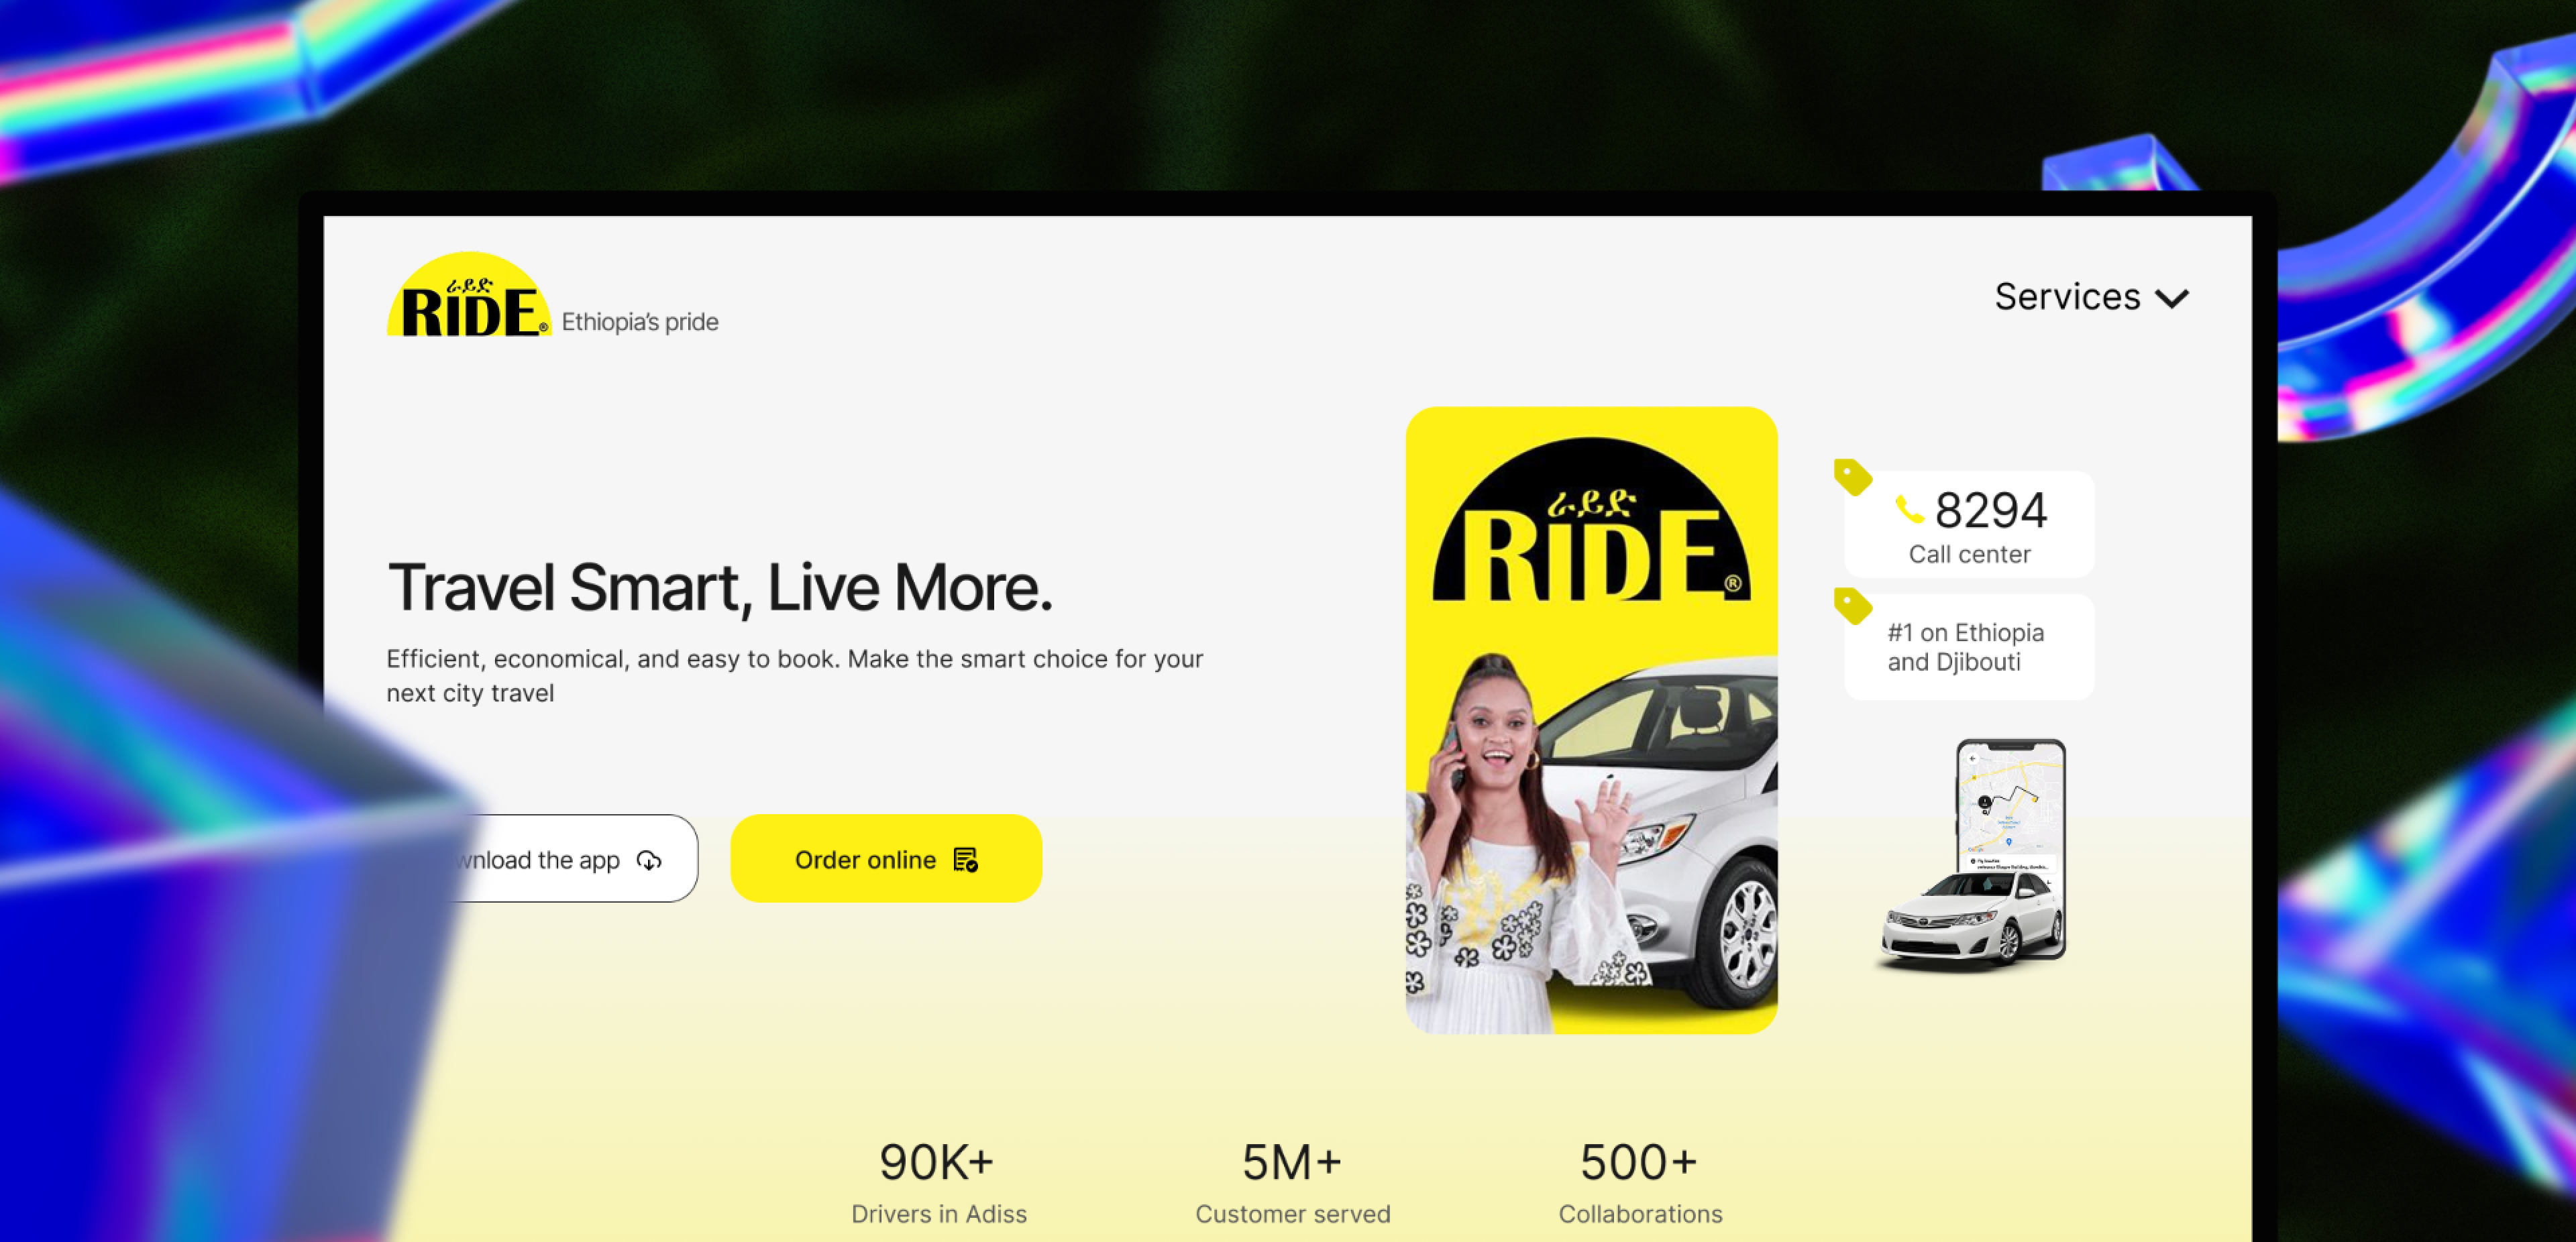 ራይድ
RiDE®
Ethiopia's pride
Services
Travel Smart, Live More.
Efficient, economical, and easy to book. Make the smart choice for your
next city travel
the app
Order online
ራይድ
RiDE®
8294
Call center
#1 on Ethiopia
and Djibouti
90K+
Drivers in Adiss
5M+
Customer served
500+
Collaborations